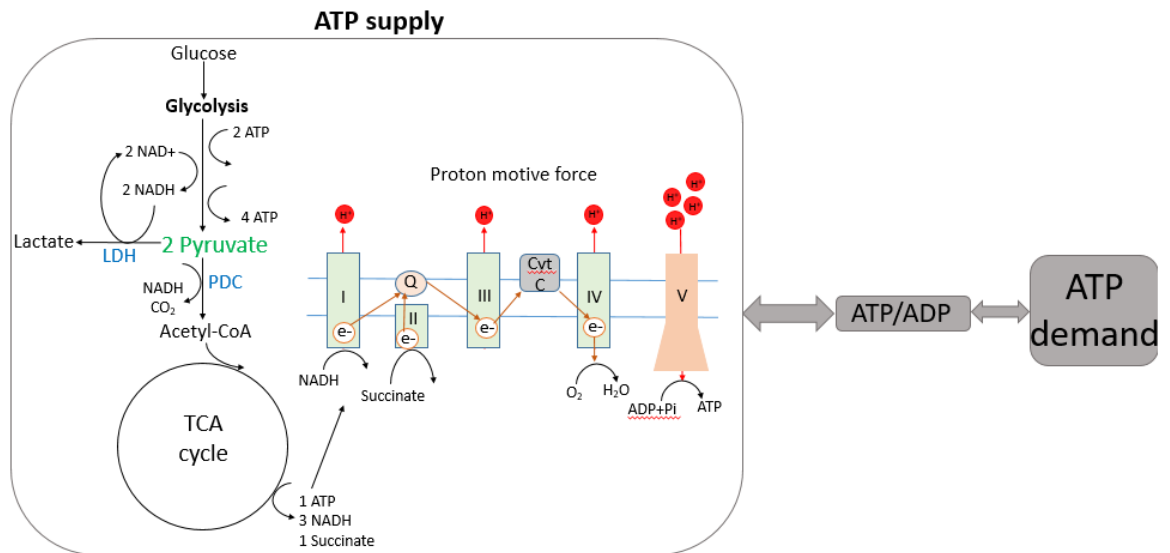 ATP supply
Glucose
Glycolysis
2 ATP
2 NAD+
2 NADH
4 ATP
Lactate
2 Pyruvate
LDH
PDC
NADH
CO₂
Acetyl-CoA
TCA
cycle
1 ATP
3 NADH
1 Succinate
Proton motive force
H⁺
H⁺
H⁺
H⁺
H⁺
H⁺
H⁺
H⁺
I
Q
II
III
Cyt
C
IV
V
e-
e-
e-
e-
NADH
Succinate
O₂
H₂O
ADP+Pi
ATP
ATP/ADP
ATP
demand